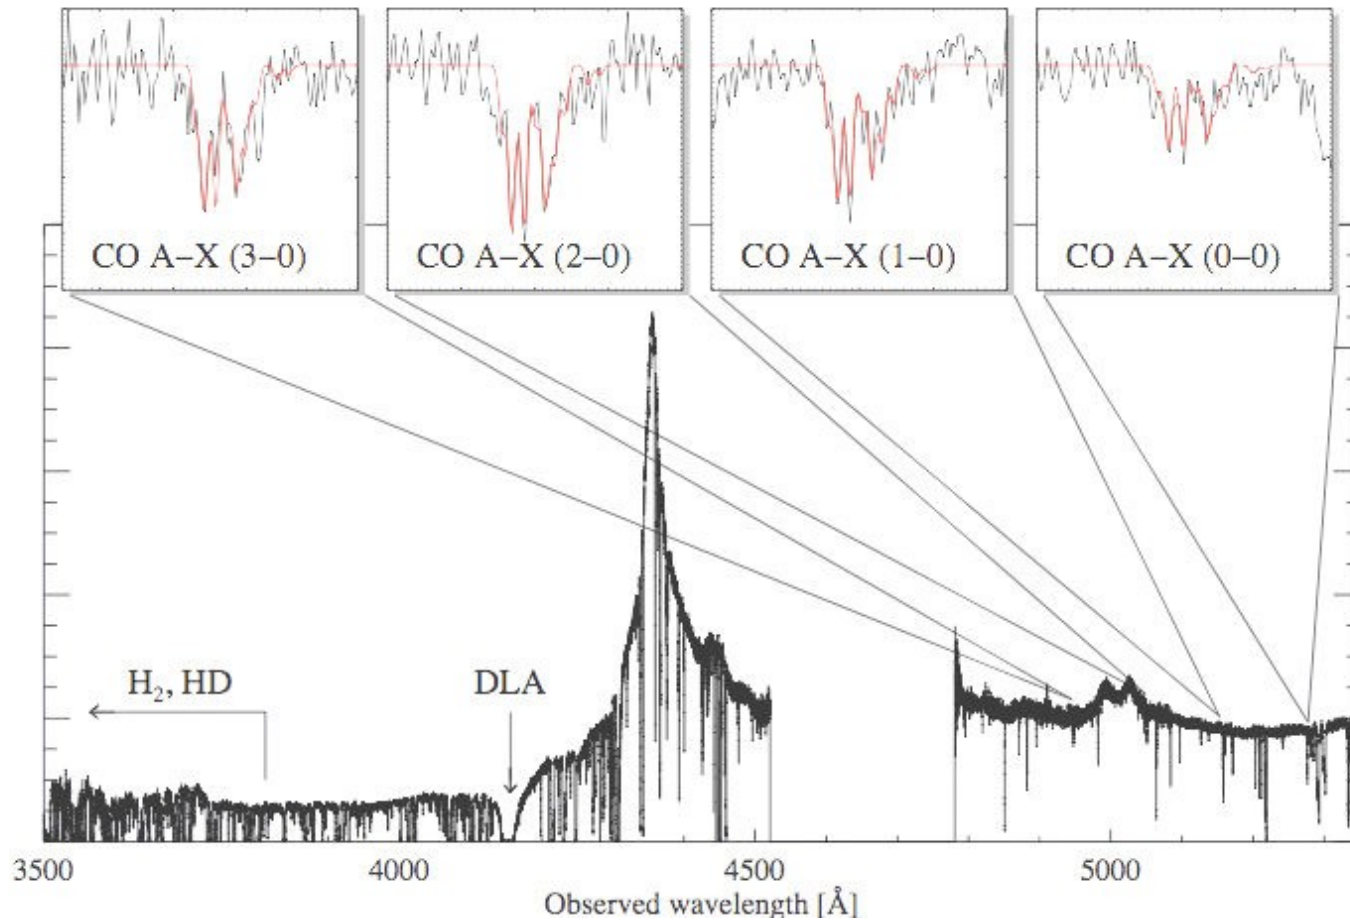 CO A–X (3–0)
CO A–X (2–0)
CO A–X (1–0)
CO A–X (0–0)
H₂, HD
DLA
3500
4000
4500
5000
Observed wavelength [Å]